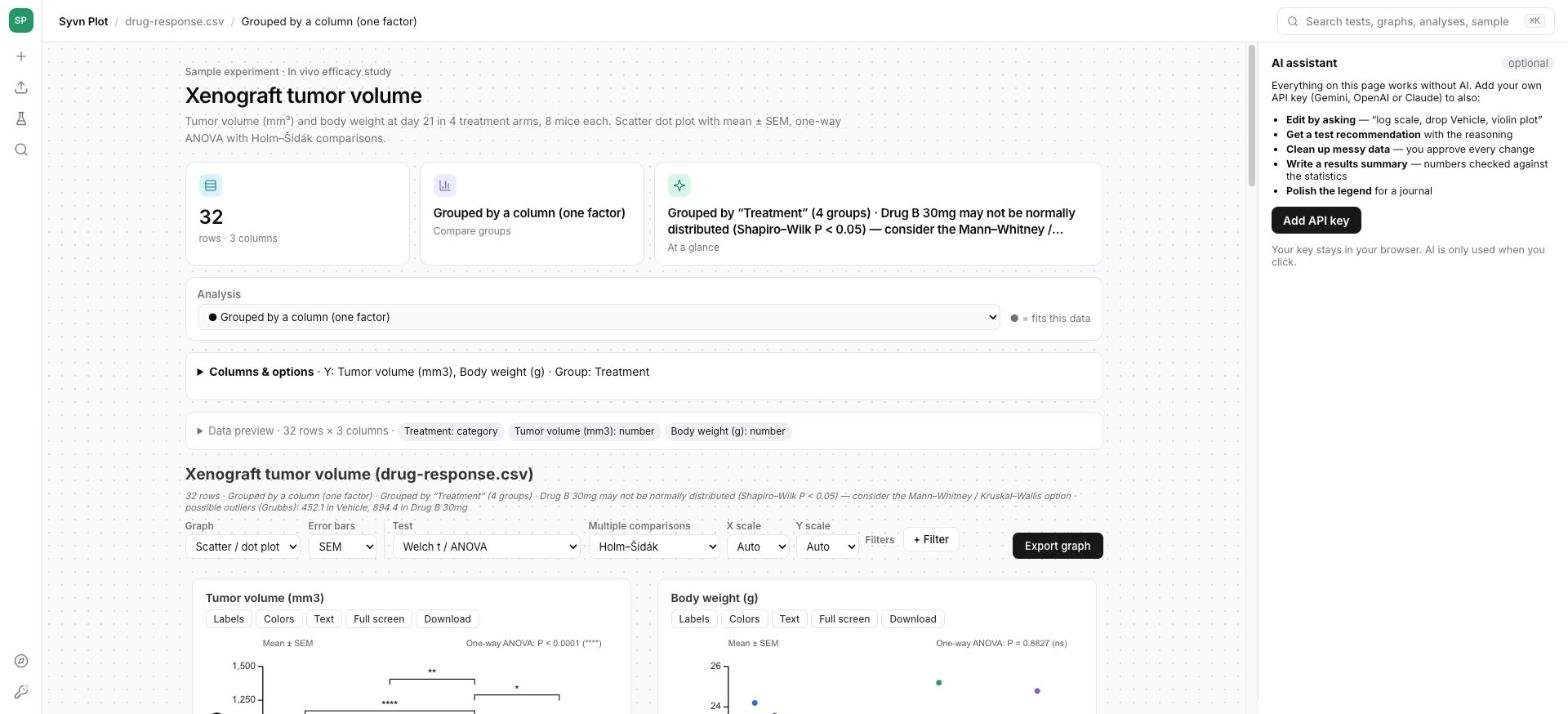 SP
Syvn Plot / drug-response.csv / Grouped by a column (one factor)
Search tests, graphs, analyses, sample ⌘K
Sample experiment · In vivo efficacy study
Xenograft tumor volume
Tumor volume (mm³) and body weight at day 21 in 4 treatment arms, 8 mice each. Scatter dot plot with mean ± SEM, one-way
ANOVA with Holm–Šídák comparisons.
32
rows · 3 columns
Grouped by a column (one factor)
Compare groups
Grouped by “Treatment” (4 groups) · Drug B 30mg may not be normally
distributed (Shapiro–Wilk P < 0.05) — consider the Mann–Whitney /…
At a glance
Analysis
● Grouped by a column (one factor)
● = fits this data
▶ Columns & options · Y: Tumor volume (mm3), Body weight (g) · Group: Treatment
▶ Data preview · 32 rows × 3 columns · Treatment: category Tumor volume (mm3): number Body weight (g): number
Xenograft tumor volume (drug-response.csv)
32 rows · Grouped by a column (one factor) · Grouped by “Treatment” (4 groups) · Drug B 30mg may not be normally distributed (Shapiro–Wilk P < 0.05) — consider the Mann–Whitney / Kruskal–Wallis option ·
possible outliers (Grubbs): 452.1 in Vehicle, 894.4 in Drug B 30mg
Graph Error bars Test Multiple comparisons X scale Y scale
Scatter / dot plot SEM Welch t / ANOVA Holm–Šídák Auto Auto Filters + Filter Export graph
Tumor volume (mm3)
Labels Colors Text Full screen Download
Mean ± SEM One-way ANOVA: P < 0.0001 (****)
1,500
**
*
1,250
****
Body weight (g)
Labels Colors Text Full screen Download
Mean ± SEM One-way ANOVA: P = 0.8827 (ns)
26
24
AI assistant optional
Everything on this page works without AI. Add your own
API key (Gemini, OpenAI or Claude) to also:
• Edit by asking — “log scale, drop Vehicle, violin plot”
• Get a test recommendation with the reasoning
• Clean up messy data — you approve every change
• Write a results summary — numbers checked against
the statistics
• Polish the legend for a journal
Add API key
Your key stays in your browser. AI is only used when you
click.